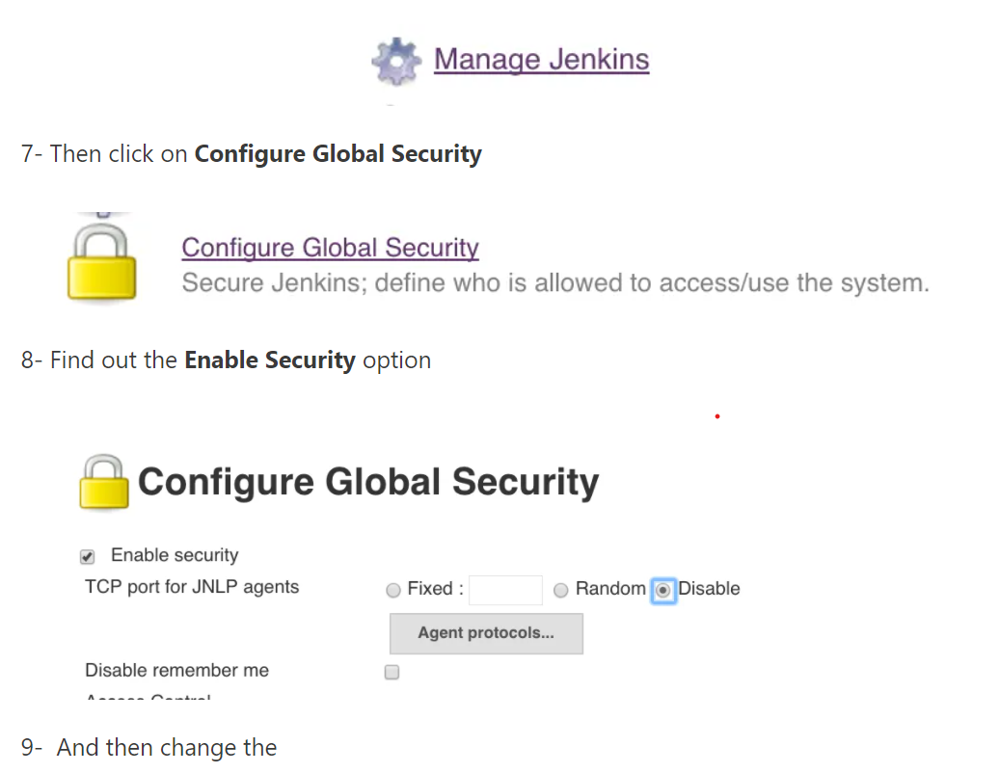 Manage Jenkins
7- Then click on Configure Global Security
Configure Global Security
Secure Jenkins; define who is allowed to access/use the system.
8- Find out the Enable Security option
Configure Global Security
Enable security
TCP port for JNLP agents Fixed : Random Disable
Agent protocols...
Disable remember me
Access Control
9- And then change the